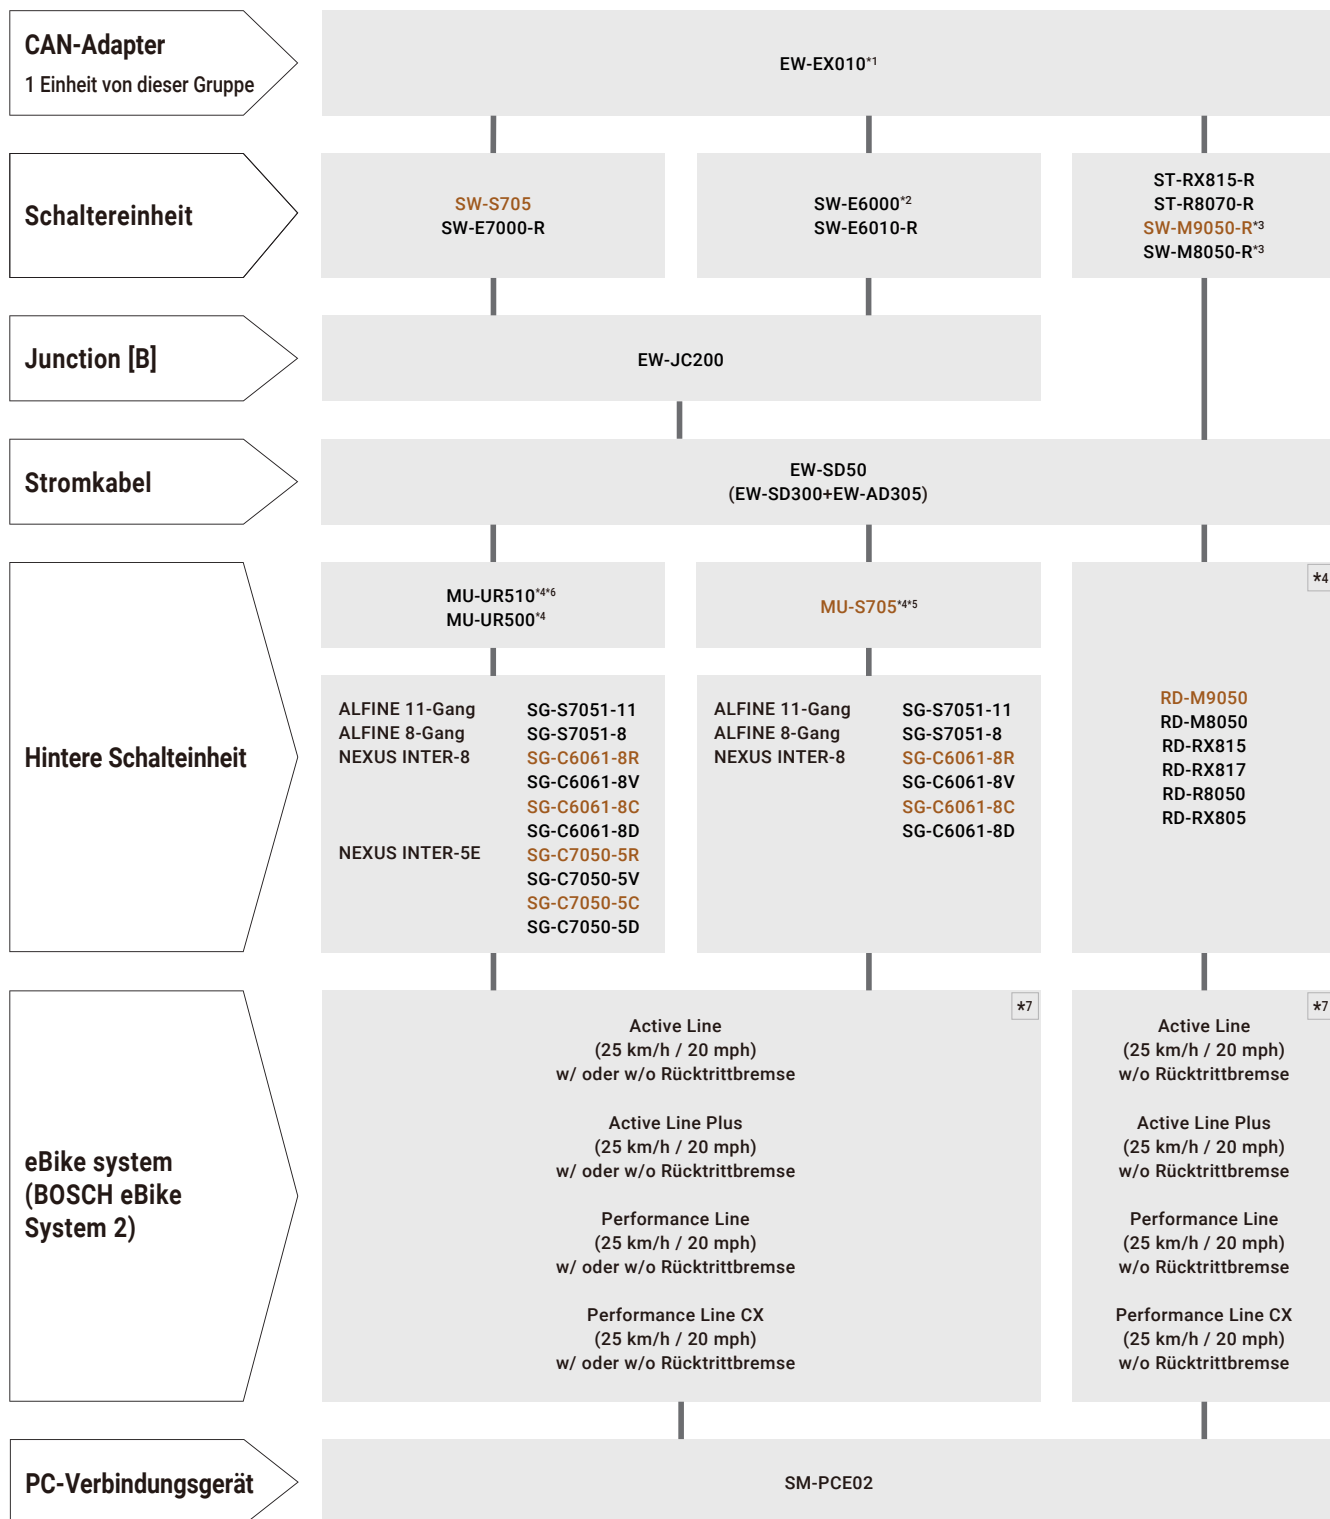 CAN-Adapter
1 Einheit von dieser Gruppe
EW-EX010*1
Schaltereinheit
SW-S705
SW-E7000-R
SW-E6000*2
SW-E6010-R
ST-RX815-R
ST-R8070-R
SW-M9050-R*3
SW-M8050-R*3
Junction [B]
EW-JC200
Stromkabel
EW-SD50
(EW-SD300+EW-AD305)
Hintere Schalteinheit
MU-UR510*4*6
MU-UR500*4
ALFINE 11-Gang SG-S7051-11
ALFINE 8-Gang SG-S7051-8
NEXUS INTER-8 SG-C6061-8R
SG-C6061-8V
SG-C6061-8C
SG-C6061-8D
NEXUS INTER-5E SG-C7050-5R
SG-C7050-5V
SG-C7050-5C
SG-C7050-5D
MU-S705*4*5
ALFINE 11-Gang SG-S7051-11
ALFINE 8-Gang SG-S7051-8
NEXUS INTER-8 SG-C6061-8R
SG-C6061-8V
SG-C6061-8C
SG-C6061-8D
*4
RD-M9050
RD-M8050
RD-RX815
RD-RX817
RD-R8050
RD-RX805
eBike system
(BOSCH eBike
System 2)
*7
Active Line
(25 km/h / 20 mph)
w/ oder w/o Rücktrittbremse
Active Line Plus
(25 km/h / 20 mph)
w/ oder w/o Rücktrittbremse
Performance Line
(25 km/h / 20 mph)
w/ oder w/o Rücktrittbremse
Performance Line CX
(25 km/h / 20 mph)
w/ oder w/o Rücktrittbremse
*7
Active Line
(25 km/h / 20 mph)
w/o Rücktrittbremse
Active Line Plus
(25 km/h / 20 mph)
w/o Rücktrittbremse
Performance Line
(25 km/h / 20 mph)
w/o Rücktrittbremse
Performance Line CX
(25 km/h / 20 mph)
w/o Rücktrittbremse
PC-Verbindungsgerät
SM-PCE02